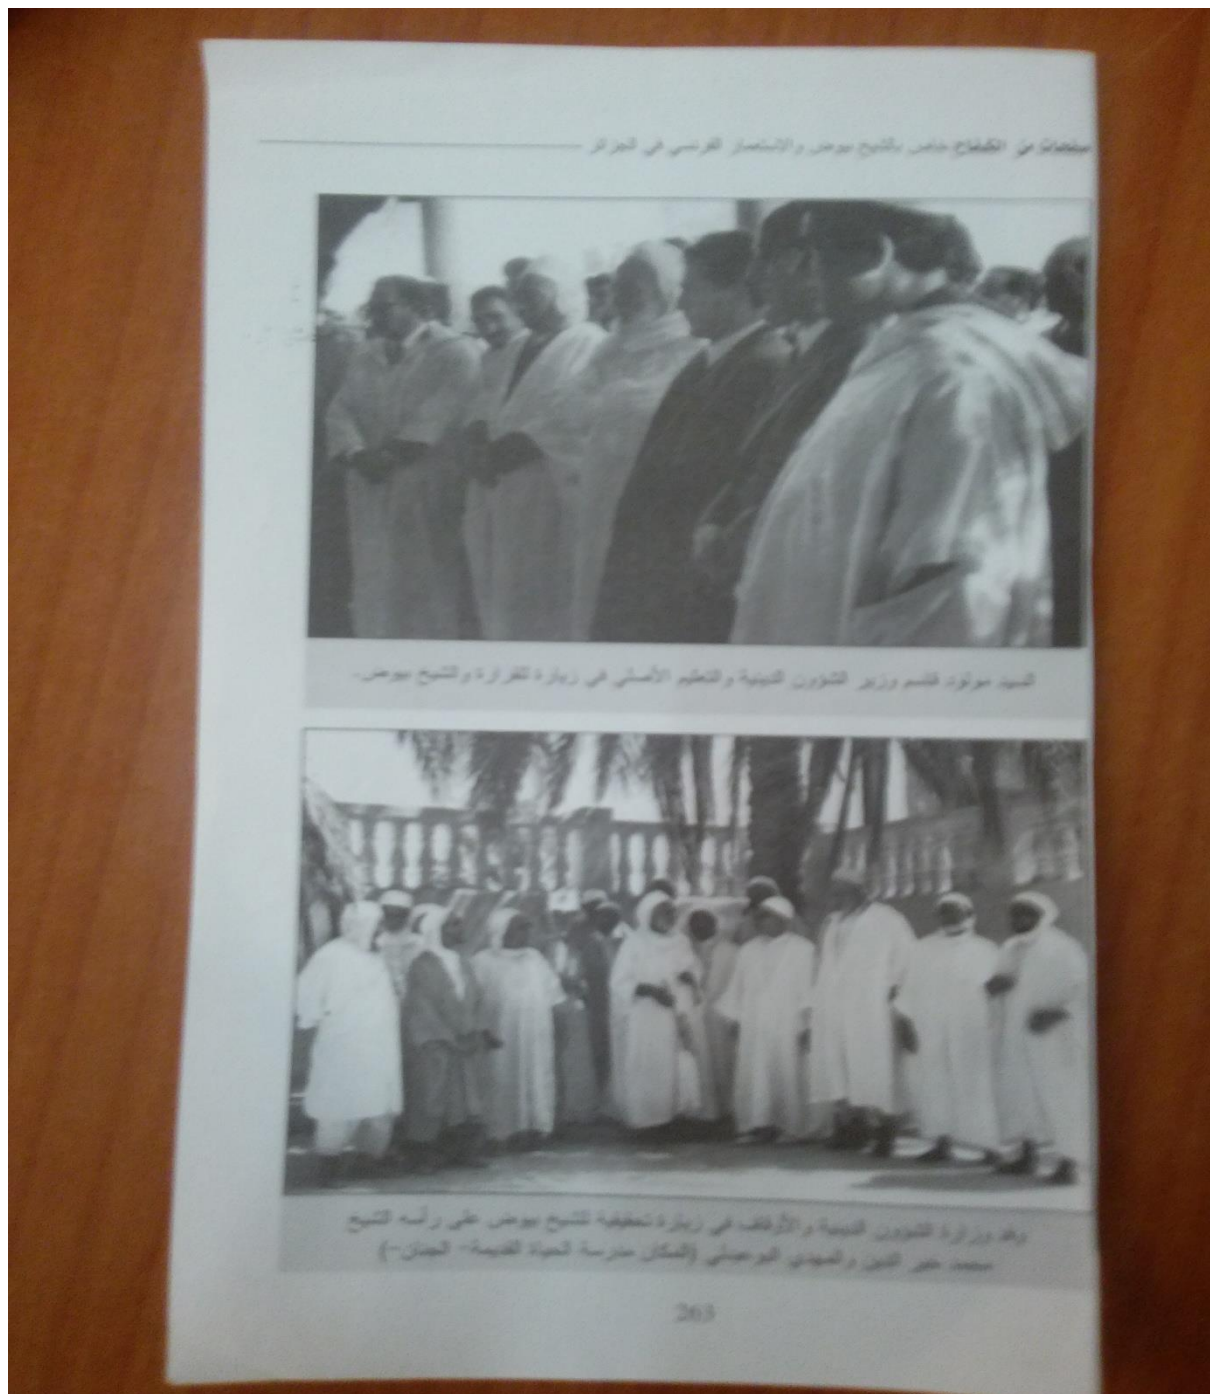 صفحات من الكفاح خاص بالشيخ بيوض والاستعمار الفرنسي في الجزائر
السيد مولود قاسم وزير الشؤون الدينية والتعليم الأصلي في زيارة للقرارة والشيخ بيوض.
وفد وزارة الشؤون الدينية والأوقاف في زيارة للشيخ بيوض على رأسه الشيخ
محمد خير الدين والمهدي البوعبدلي (المكان مدرسة الحياة القديمة- الجنان-)
263